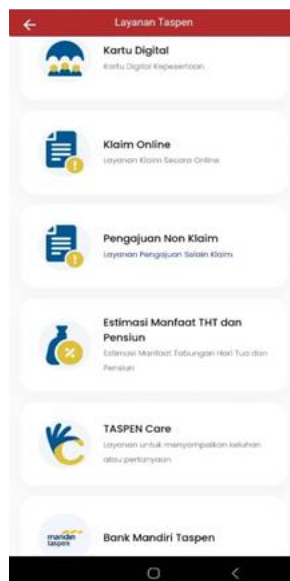 Layanan Taspen
Kartu Digital
Kartu Digital Kepesertaan
Klaim Online
Layanan Klaim Secara Online
Pengajuan Non Klaim
Layanan Pengajuan Selain Klaim
Estimasi Manfaat THT dan
Pensiun
Estimasi Manfaat Tabungan Hari Tua dan
Pensiun
TASPEN Care
Layanan untuk menyampaikan keluhan
atau pertanyaan
mandiri
taspen
Bank Mandiri Taspen